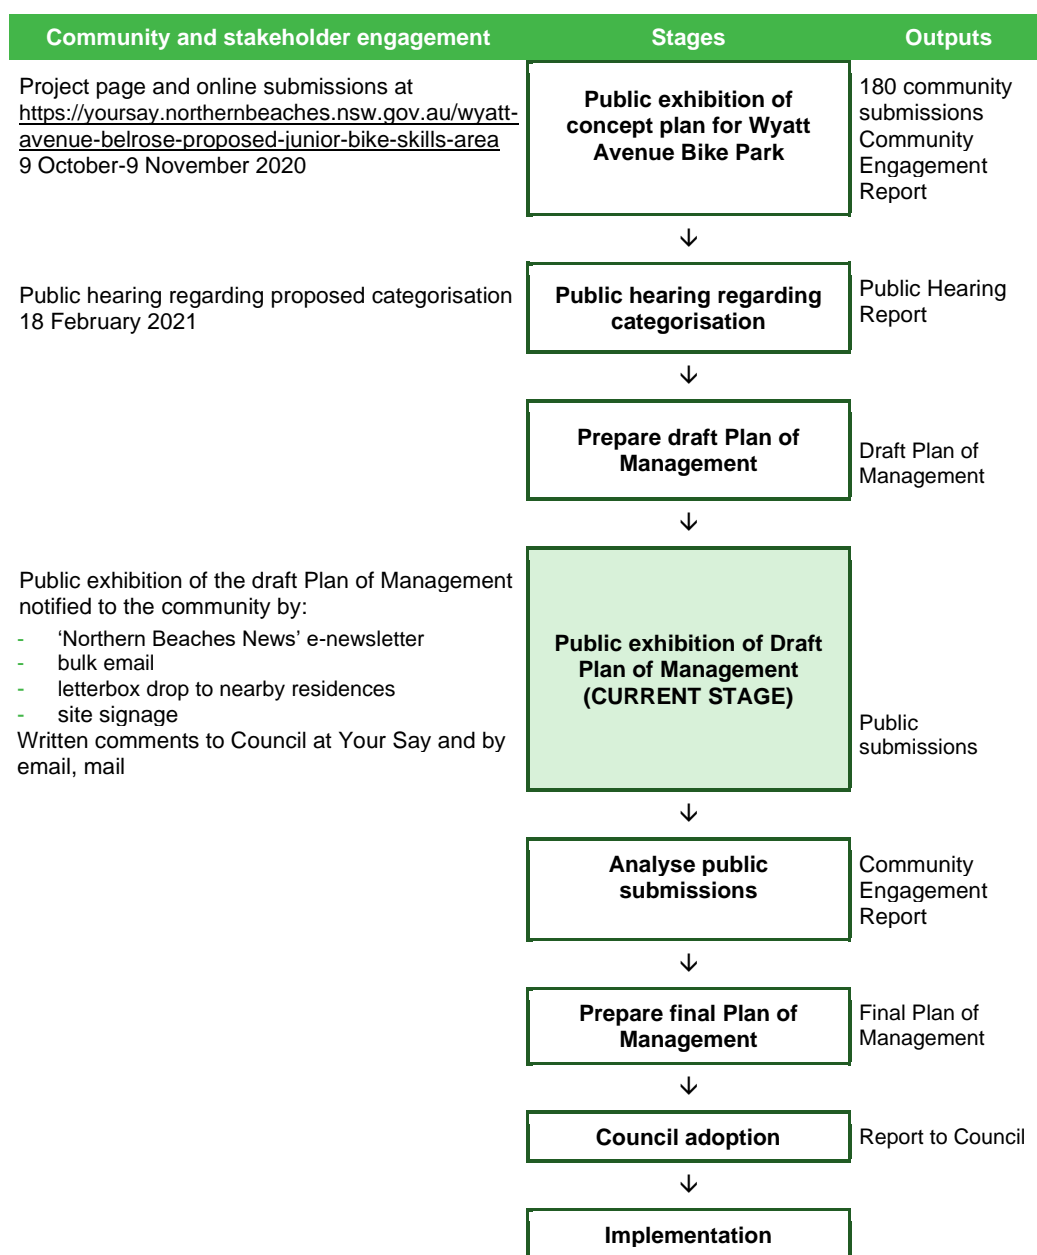 Community and stakeholder engagement
Stages
Outputs
Project page and online submissions at
https://yoursay.northernbeaches.nsw.gov.au/wyatt-
avenue-belrose-proposed-junior-bike-skills-area
9 October-9 November 2020
Public exhibition of
concept plan for Wyatt
Avenue Bike Park
180 community
submissions
Community
Engagement
Report
Public hearing regarding proposed categorisation
18 February 2021
Public hearing regarding
categorisation
Public Hearing
Report
Prepare draft Plan of
Management
Draft Plan of
Management
Public exhibition of the draft Plan of Management
notified to the community by:
- ‘Northern Beaches News’ e-newsletter
- bulk email
- letterbox drop to nearby residences
- site signage
Written comments to Council at Your Say and by
email, mail
Public exhibition of Draft
Plan of Management
(CURRENT STAGE)
Public
submissions
Analyse public
submissions
Community
Engagement
Report
Prepare final Plan of
Management
Final Plan of
Management
Council adoption
Report to Council
Implementation